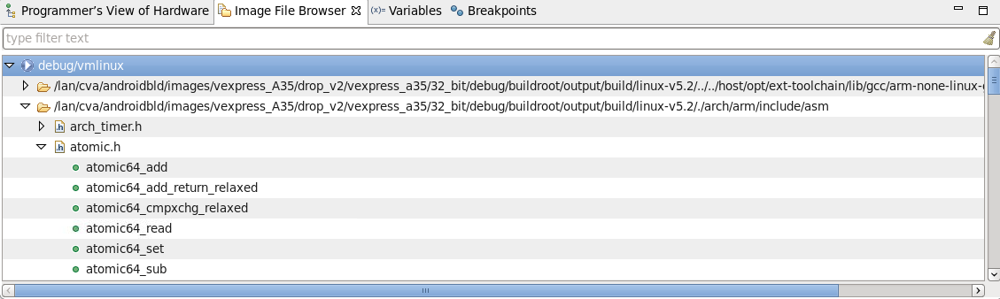 Programmer's View of Hardware Image File Browser (x)= Variables Breakpoints
type filter text
debug/vmlinux
/lan/cva/androidbld/images/vexpress_A35/drop_v2/vexpress_a35/32_bit/debug/buildroot/output/build/linux-v5.2/../../host/opt/ext-toolchain/lib/gcc/arm-none-linux-
/lan/cva/androidbld/images/vexpress_A35/drop_v2/vexpress_a35/32_bit/debug/buildroot/output/build/linux-v5.2/./arch/arm/include/asm
.h arch_timer.h
.h atomic.h
atomic64_add
atomic64_add_return_relaxed
atomic64_cmpxchg_relaxed
atomic64_read
atomic64_set
atomic64_sub